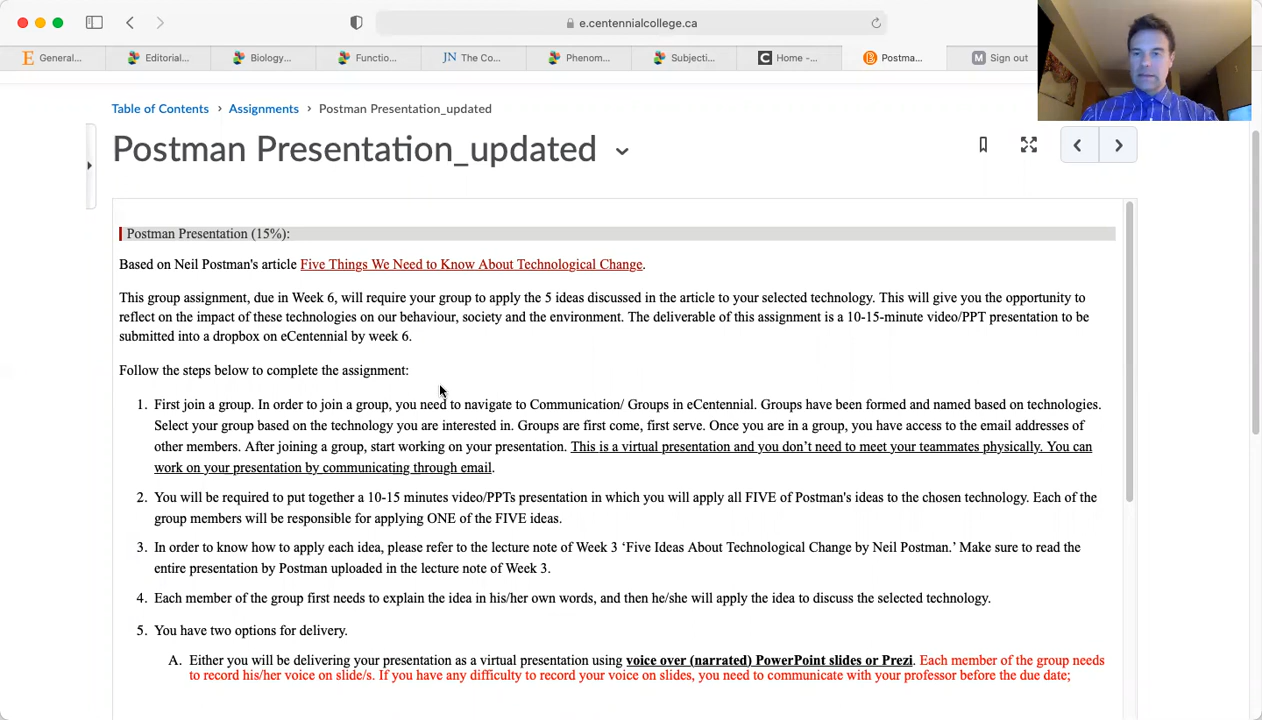 e.centennialcollege.ca
General...
Editorial...
Biology...
Functio...
JN The Co...
Phenom...
Subjecti...
Home -...
Postma...
M Sign out
Table of Contents › Assignments › Postman Presentation_updated
Postman Presentation_updated
Postman Presentation (15%):
Based on Neil Postman's article Five Things We Need to Know About Technological Change.
This group assignment, due in Week 6, will require your group to apply the 5 ideas discussed in the article to your selected technology. This will give you the opportunity to
reflect on the impact of these technologies on our behaviour, society and the environment. The deliverable of this assignment is a 10-15-minute video/PPT presentation to be
submitted into a dropbox on eCentennial by week 6.
Follow the steps below to complete the assignment:
1. First join a group. In order to join a group, you need to navigate to Communication/ Groups in eCentennial. Groups have been formed and named based on technologies.
Select your group based on the technology you are interested in. Groups are first come, first serve. Once you are in a group, you have access to the email addresses of
other members. After joining a group, start working on your presentation. This is a virtual presentation and you don't need to meet your teammates physically. You can
work on your presentation by communicating through email.
2. You will be required to put together a 10-15 minutes video/PPTs presentation in which you will apply all FIVE of Postman's ideas to the chosen technology. Each of the
group members will be responsible for applying ONE of the FIVE ideas.
3. In order to know how to apply each idea, please refer to the lecture note of Week 3 ‘Five Ideas About Technological Change by Neil Postman.’ Make sure to read the
entire presentation by Postman uploaded in the lecture note of Week 3.
4. Each member of the group first needs to explain the idea in his/her own words, and then he/she will apply the idea to discuss the selected technology.
5. You have two options for delivery.
A. Either you will be delivering your presentation as a virtual presentation using voice over (narrated) PowerPoint slides or Prezi. Each member of the group needs
to record his/her voice on slide/s. If you have any difficulty to record your voice on slides, you need to communicate with your professor before the due date;